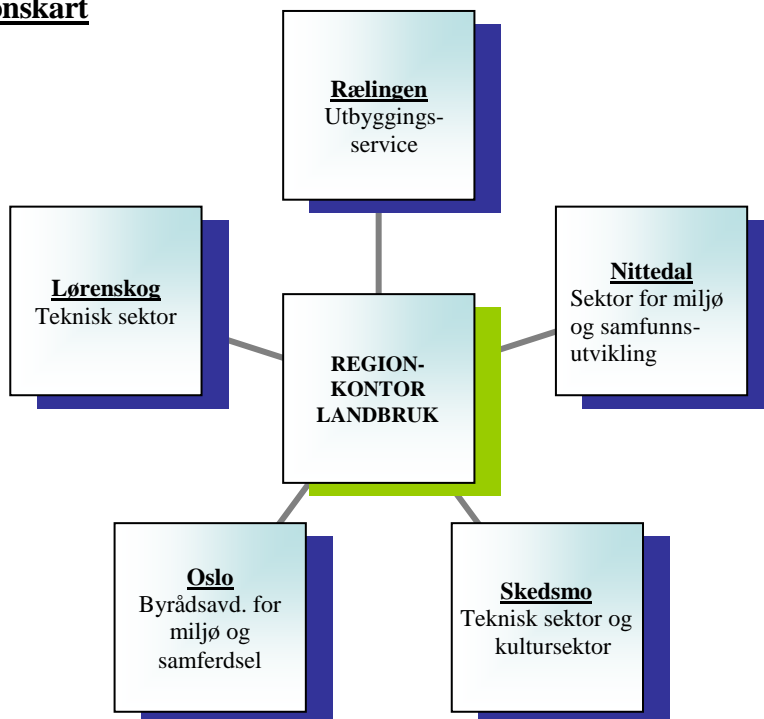 onskart
Rælingen
Utbyggings-
service
Lørenskog
Teknisk sektor
Nittedal
Sektor for miljø
og samfunns-
utvikling
REGION-
KONTOR
LANDBRUK
Oslo
Byrådsavd. for
miljø og
samferdsel
Skedsmo
Teknisk sektor og
kultursektor